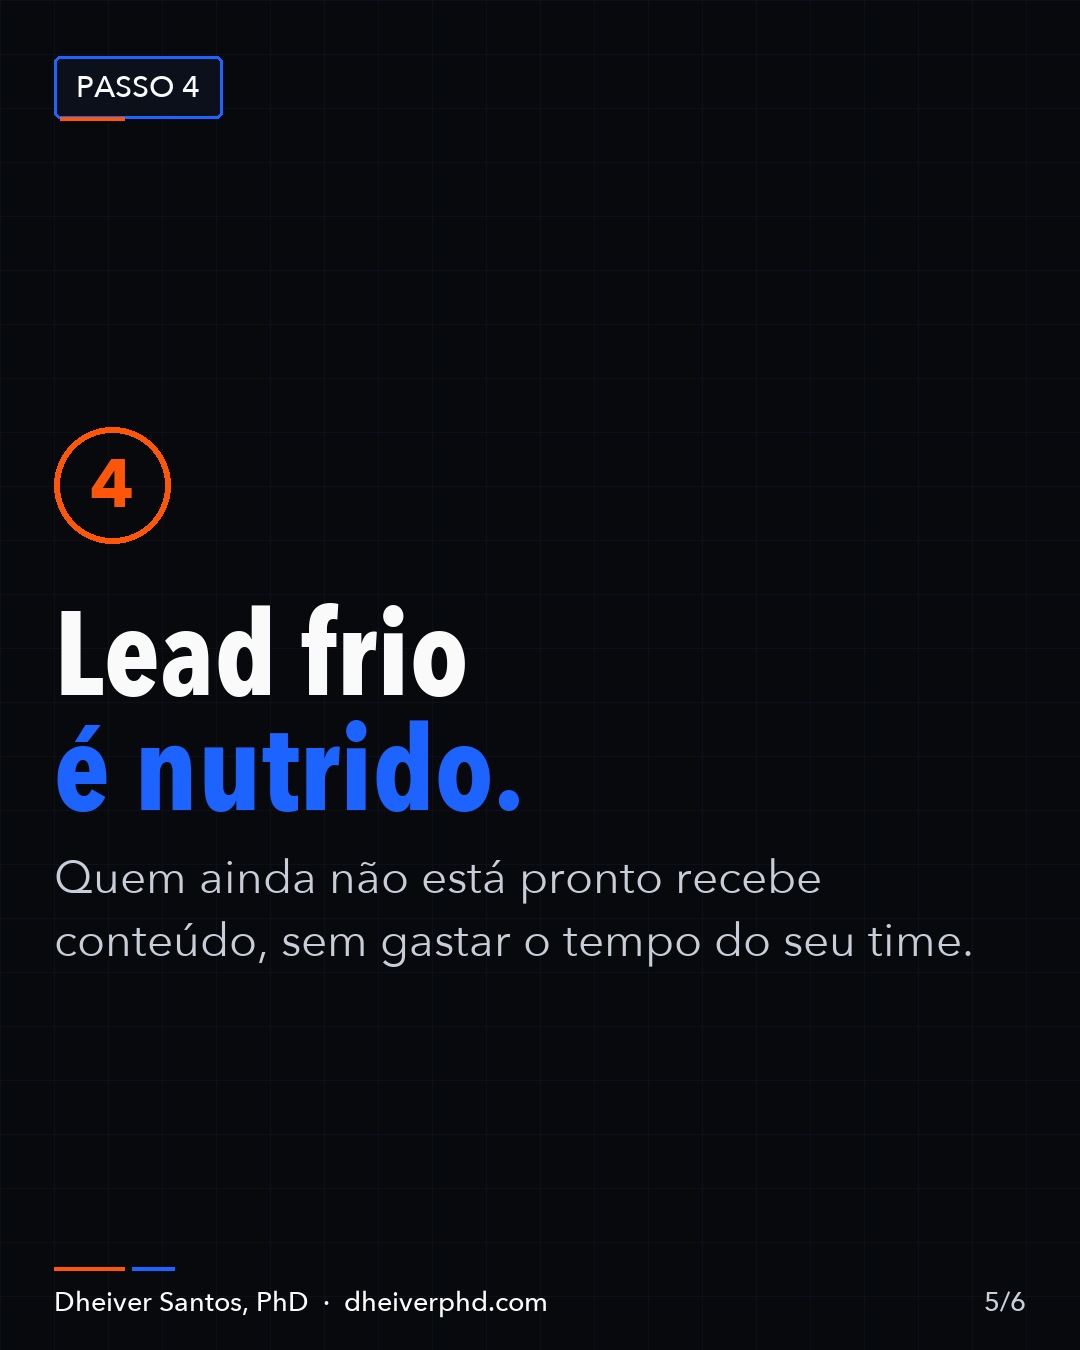 PASSO 4
4
Lead frio
é nutrido.
Quem ainda não está pronto recebe
conteúdo, sem gastar o tempo do seu time.
Dheiver Santos, PhD · dheiverphd.com
5/6